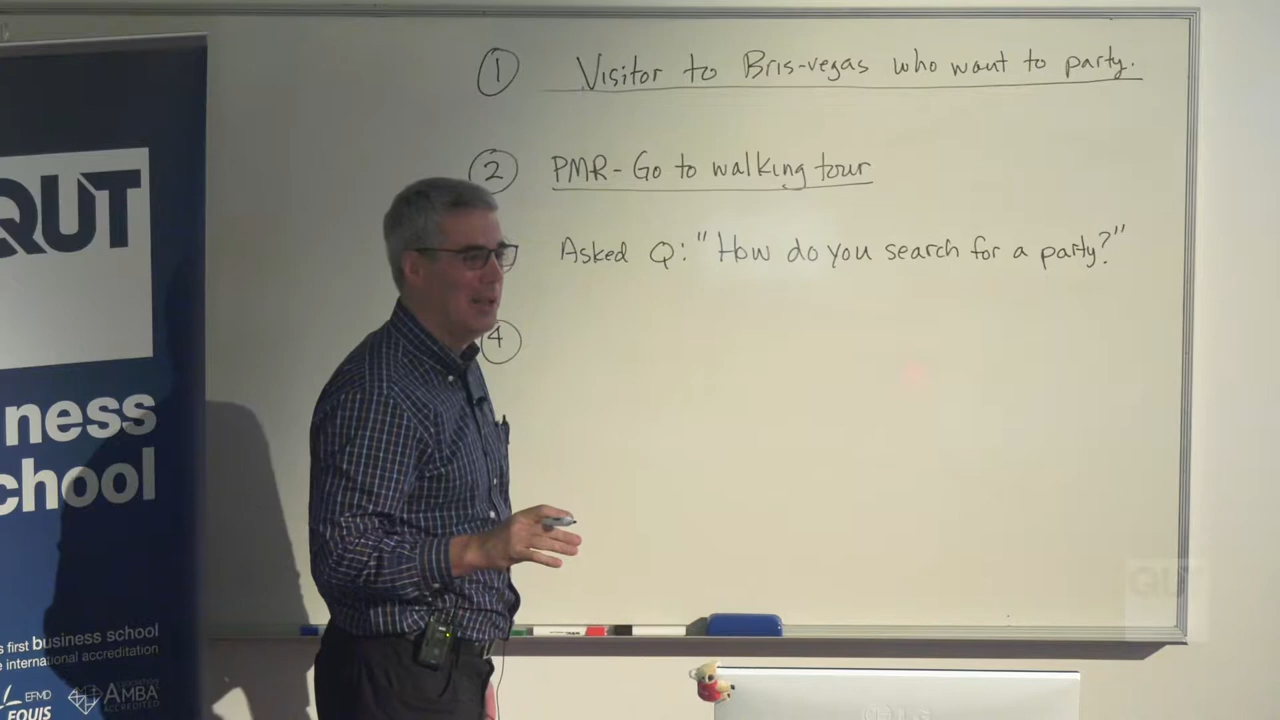 ① Visitor to Bris-vegas who want to party.
② PMR - Go to walking tour
Asked Q: "How do you search for a party?"
④
QUT
ness
chool
s first business school
e international accreditation
EFMD
EQUIS
AMBA
ACCREDITED
QUT